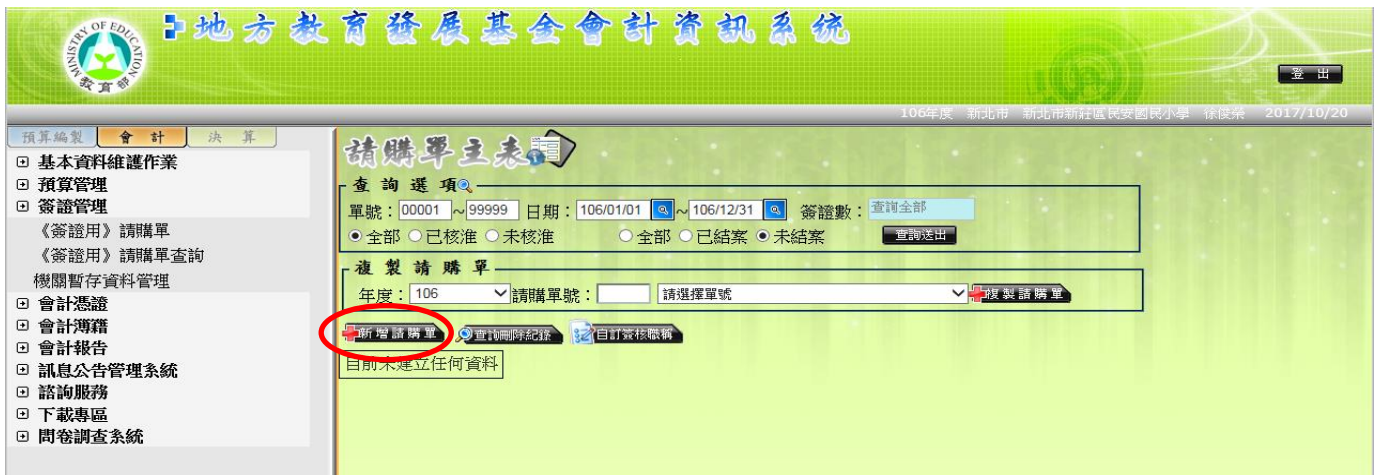 MINISTRY OF EDUCATION
教育部
地方教育發展基金會計資訊系統
登 出
106年度 新北市 新北市新莊區民安國民小學 徐俊榮 2017/10/20
預算編製 會 計 決 算
基本資料維護作業
預算管理
簽證管理
《簽證用》請購單
《簽證用》請購單查詢
機關暫存資料管理
會計憑證
會計簿籍
會計報告
訊息公告管理系統
諮詢服務
下載專區
問卷調查系統
請購單主表
查 詢 選 項
單號：00001 ~ 99999 日期：106/01/01 ~ 106/12/31 簽證數：查詢全部
全部 已核准 未核准 全部 已結案 未結案 查詢送出
複 製 請 購 單
年度：106 請購單號： 請選擇單號 複製請購單
新增請購單 查詢刪除紀錄 自訂簽核職稱
目前未建立任何資料